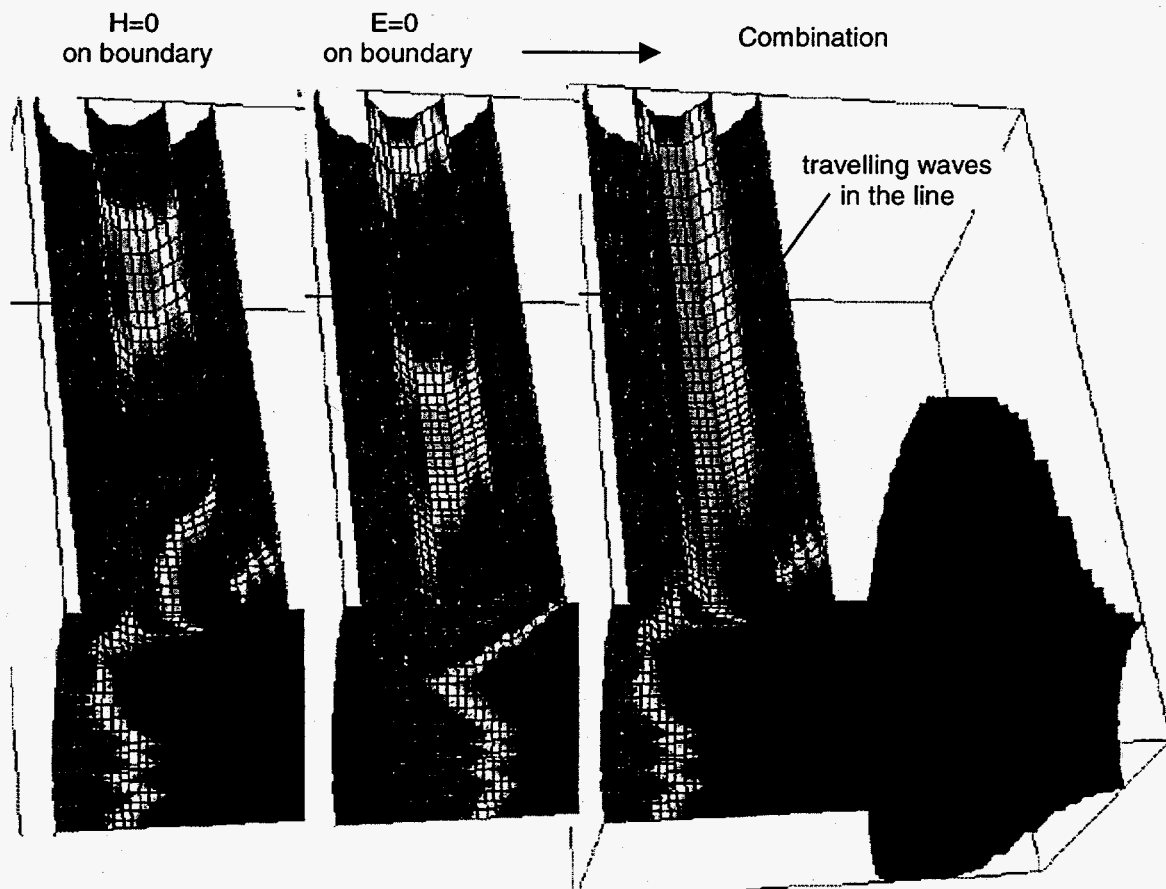 H=0
on boundary
E=0
on boundary
Combination
travelling waves
in the line